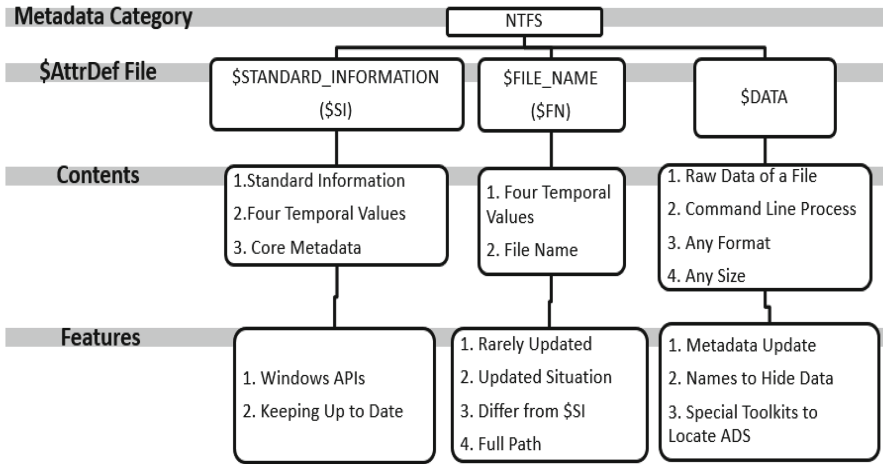 Metadata Category
NTFS
$AttrDef File
$STANDARD_INFORMATION
($SI)
$FILE_NAME
($FN)
$DATA
Contents
1.Standard Information
2.Four Temporal Values
3. Core Metadata
1. Four Temporal
Values
2. File Name
1. Raw Data of a File
2. Command Line Process
3. Any Format
4. Any Size
Features
1. Windows APIs
2. Keeping Up to Date
1. Rarely Updated
2. Updated Situation
3. Differ from $SI
4. Full Path
1. Metadata Update
2. Names to Hide Data
3. Special Toolkits to
Locate ADS